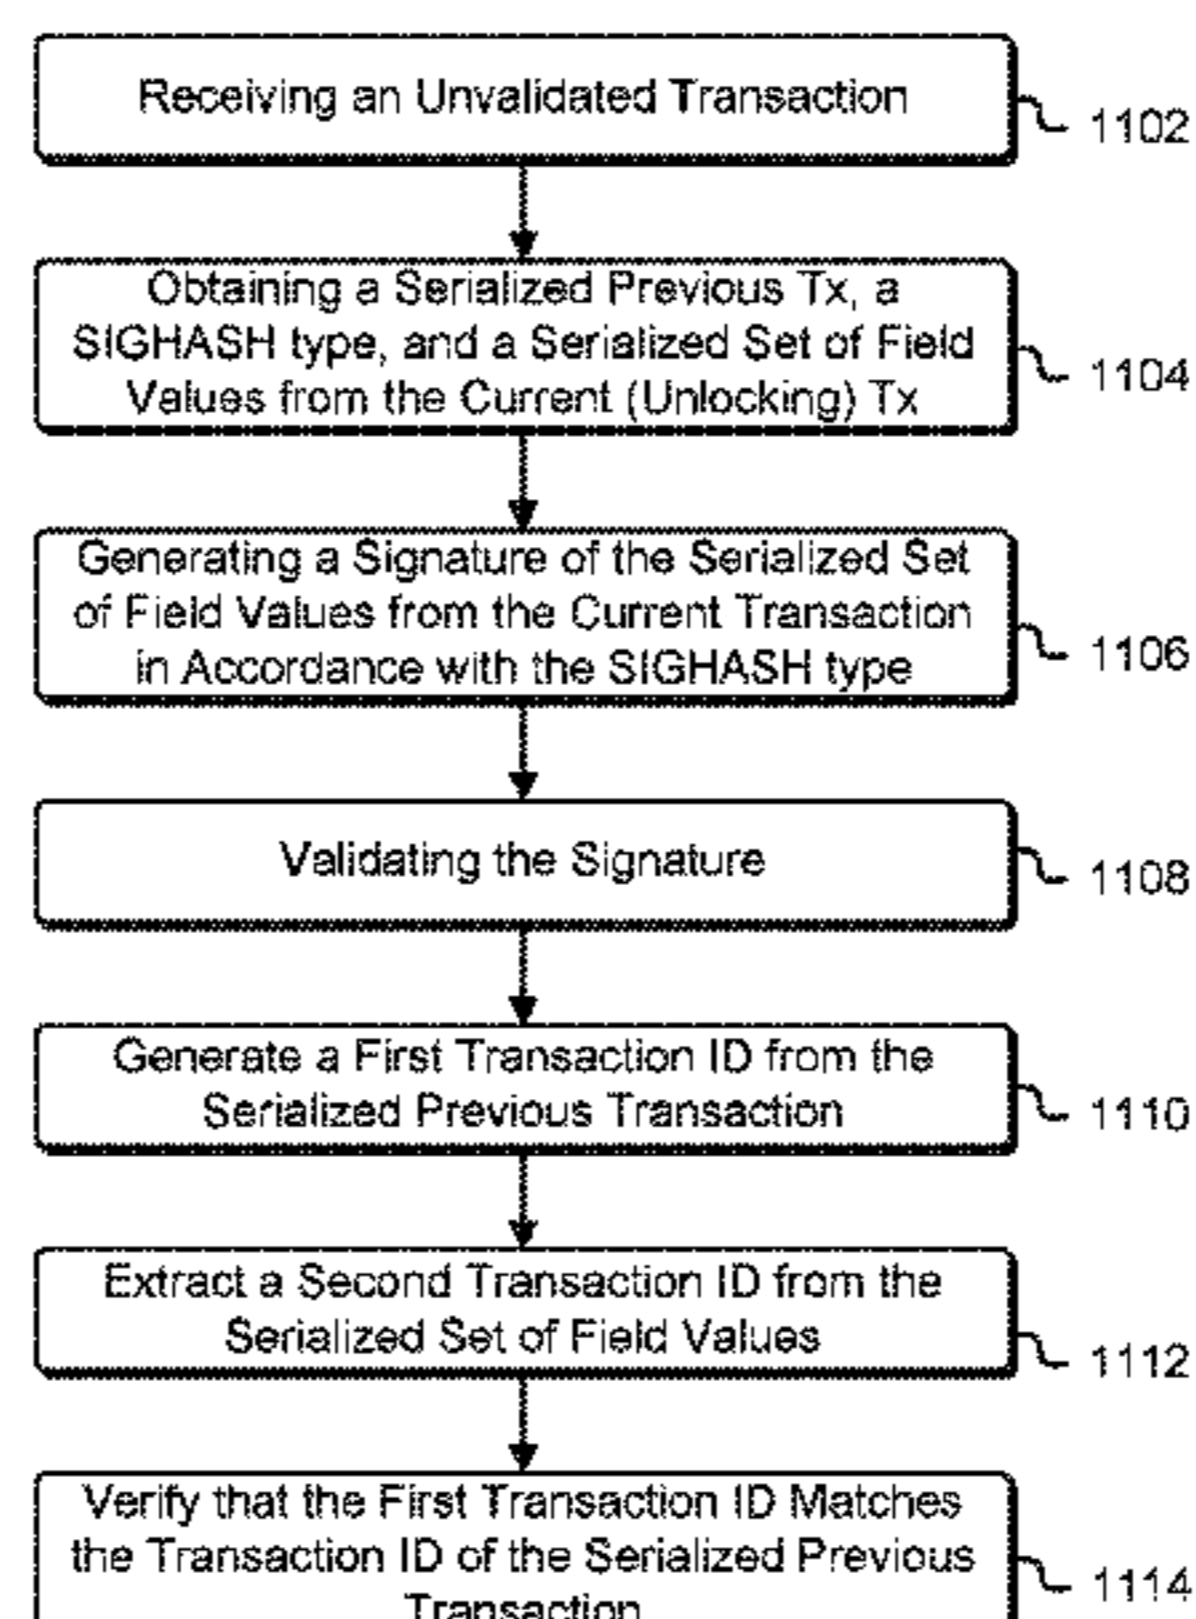 Receiving an Unvalidated Transaction
1102
Obtaining a Serialized Previous Tx, a
SIGHASH type, and a Serialized Set of Field
Values from the Current (Unlocking) Tx
1104
Generating a Signature of the Serialized Set
of Field Values from the Current Transaction
in Accordance with the SIGHASH type
1106
Validating the Signature
1108
Generate a First Transaction ID from the
Serialized Previous Transaction
1110
Extract a Second Transaction ID from the
Serialized Set of Field Values
1112
Verify that the First Transaction ID Matches
the Transaction ID of the Serialized Previous
Transaction
1114